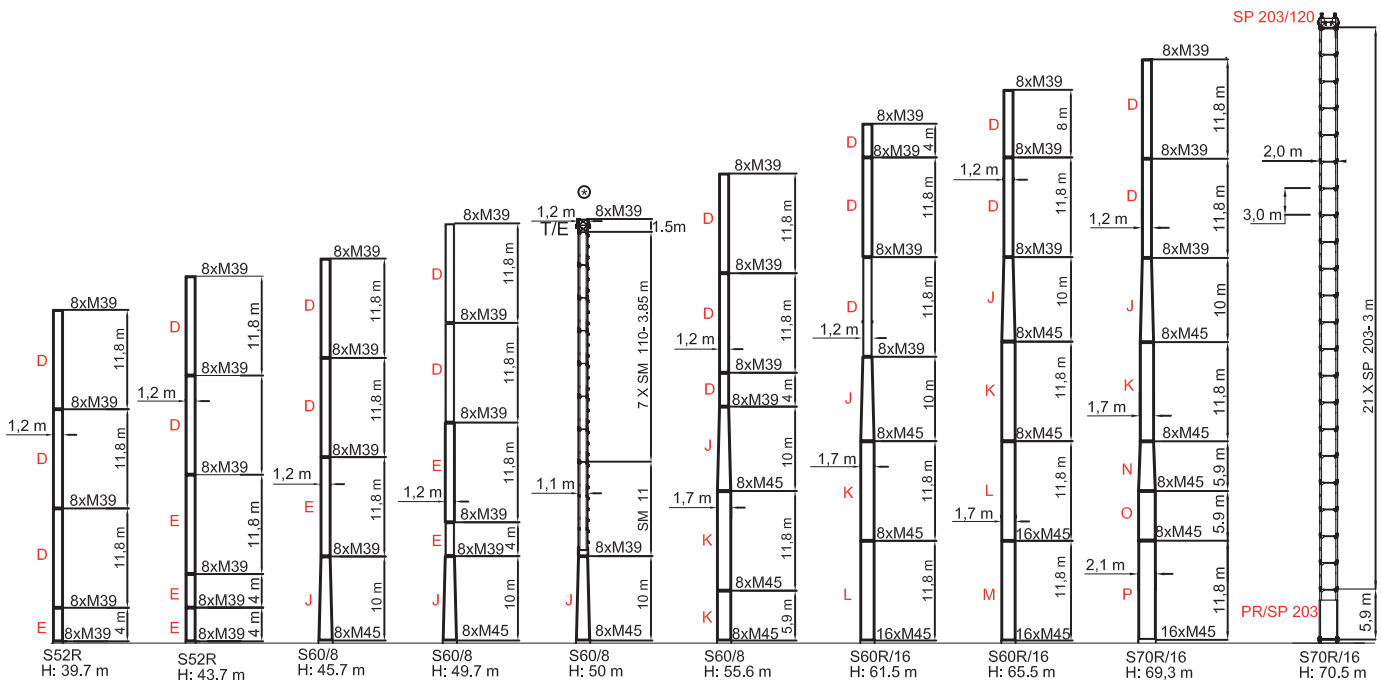 8xM39
D
11,8 m
8xM39
1,2 m
D
11,8 m
8xM39
D
11,8 m
8xM39
E
4 m
8xM39
S52R
H: 39.7 m
8xM39
D
11,8 m
8xM39
1,2 m
D
11,8 m
8xM39
E
11,8 m
8xM39
E
4 m
8xM39
E
4 m
8xM39
S52R
H: 43.7 m
8xM39
D
11,8 m
8xM39
D
11,8 m
8xM39
1,2 m
E
11,8 m
8xM39
J
10 m
8xM45
S60/8
H: 45.7 m
8xM39
D
11,8 m
8xM39
D
11,8 m
8xM39
E
1,2 m
11,8 m
8xM39
E
4 m
8xM39
J
10 m
8xM45
S60/8
H: 49.7 m
*
1,2 m
8xM39
T/E
1.5m
7 X SM 110- 3.85 m
1,1 m
SM 11
8xM39
J
10 m
8xM45
S60/8
H: 50 m
8xM39
D
11,8 m
8xM39
D
1,2 m
11,8 m
8xM39
D
4 m
8xM39
J
10 m
8xM45
1,7 m
K
11,8 m
8xM45
K
5,9 m
8xM45
S60/8
H: 55.6 m
8xM39
D
4 m
8xM39
D
11,8 m
D
1,2 m
11.8 m
8xM39
J
10 m
8xM45
1,7 m
K
11,8 m
8xM45
L
11.8 m
16xM45
S60R/16
H: 61.5 m
8xM39
D
8 m
8xM39
1,2 m
D
11,8 m
8xM39
J
10 m
8xM45
K
11,8 m
8xM45
L
1,7 m
11,8 m
16xM45
M
11,8 m
16xM45
S60R/16
H: 65.5 m
8xM39
D
11,8 m
8xM39
D
1,2 m
11,8 m
8xM39
J
10 m
8xM45
K
1,7 m
11,8 m
8xM45
N
5,9 m
8xM45
O
5.9 m
8xM45
2,1 m
P
11,8 m
16xM45
S70R/16
H: 69,3 m
SP 203/120
2,0 m
3,0 m
21 X SP 203- 3 m
PR/SP 203
5,9 m
S70R/16
H: 70.5 m